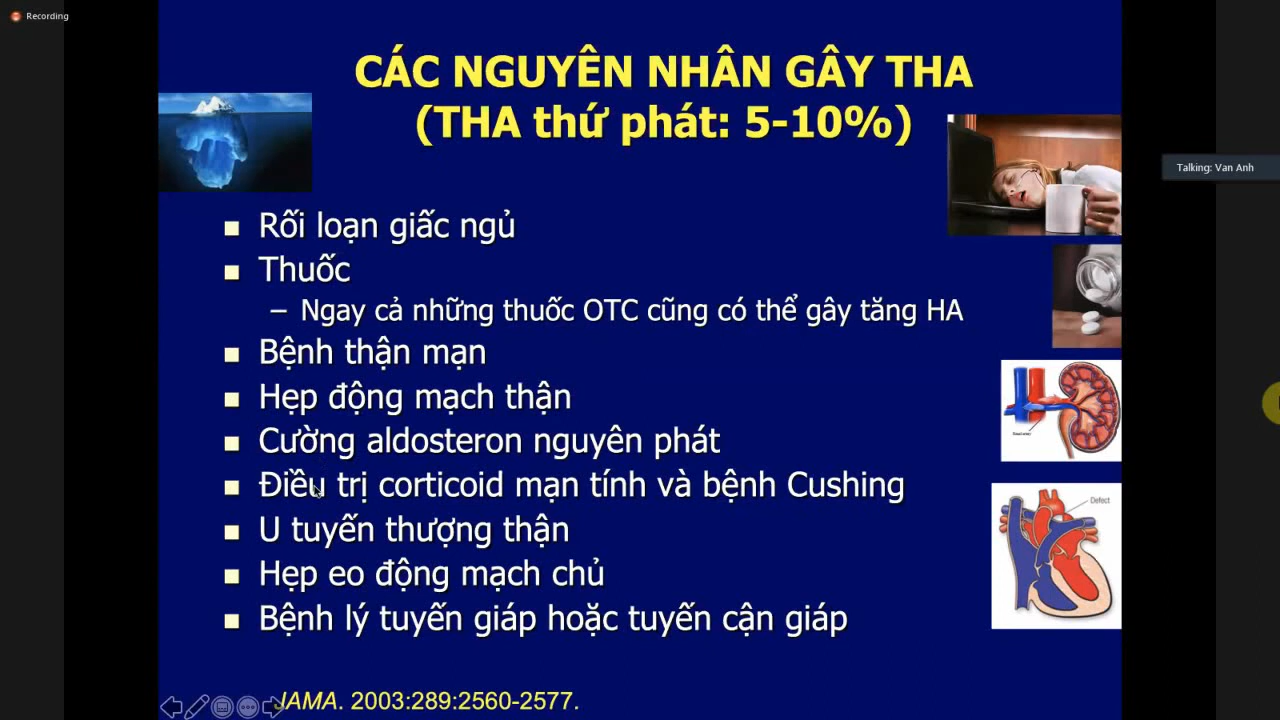 Recording
CÁC NGUYÊN NHÂN GÂY THA
(THA thứ phát: 5-10%)
Talking: Van Anh
Rối loạn giấc ngủ
Thuốc
– Ngay cả những thuốc OTC cũng có thể gây tăng HA
Bệnh thận mạn
Hẹp động mạch thận
Cường aldosteron nguyên phát
Điều trị corticoid mạn tính và bệnh Cushing
Defect
U tuyến thượng thận
Hẹp eo động mạch chủ
Bệnh lý tuyến giáp hoặc tuyến cận giáp
JAMA. 2003:289:2560-2577.